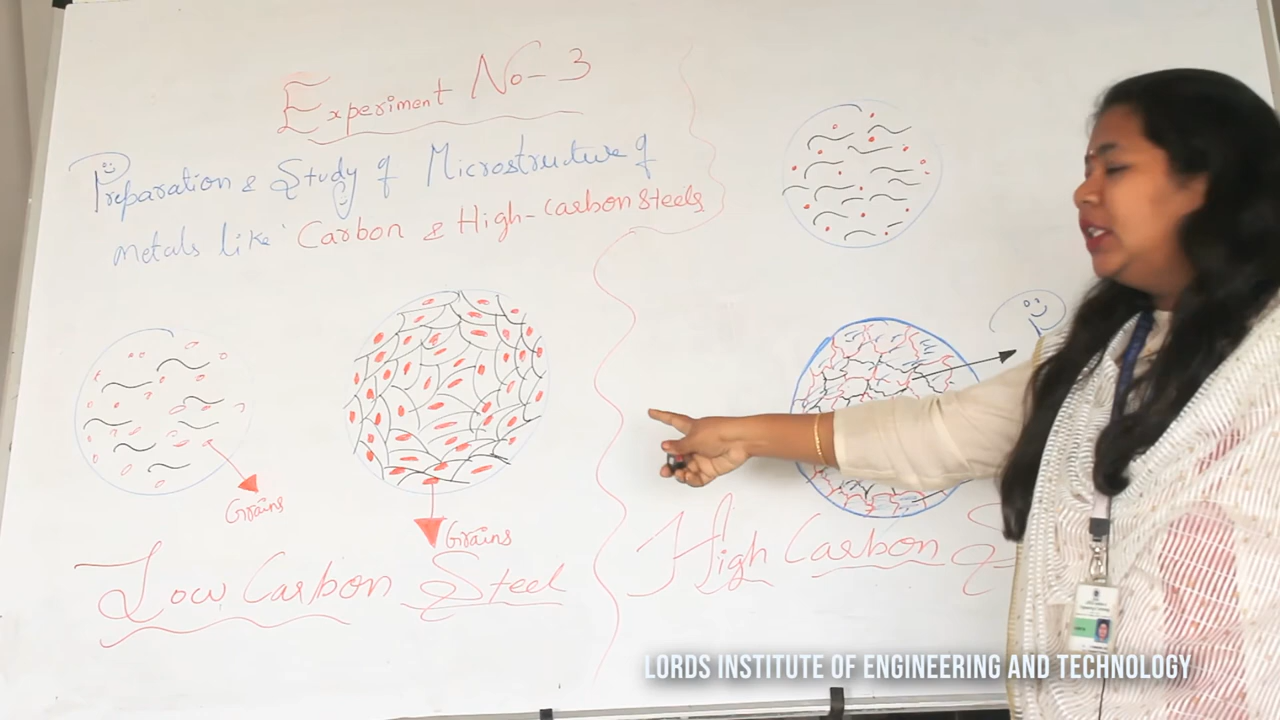 Experiment No-3
Preparation & Study of Microstructure of
metals like Carbon & High-Carbon Steels
Grains
Grains
Low Carbon Steel
High Carbon S
LORDS INSTITUTE OF ENGINEERING AND TECHNOLOGY